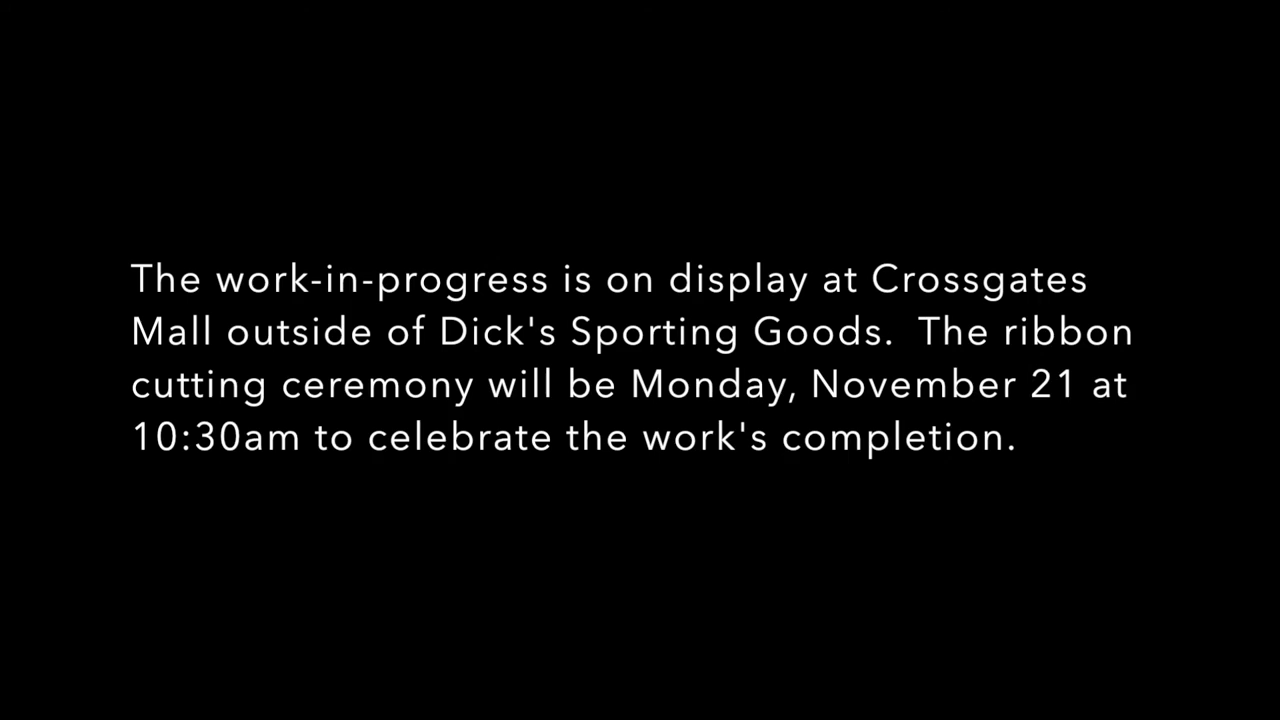 The work-in-progress is on display at Crossgates
Mall outside of Dick's Sporting Goods.  The ribbon
cutting ceremony will be Monday, November 21 at
10:30am to celebrate the work's completion.